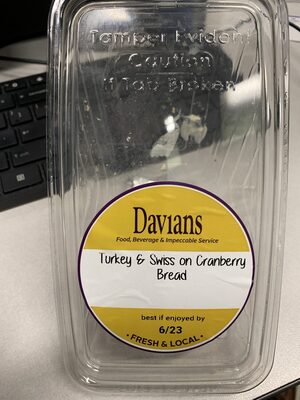 Tamper Evident
Caution
If Tab Broken
Davians
Food, Beverage & Impeccable Service
Turkey & Swiss on Cranberry
Bread
best if enjoyed by
6/23
• FRESH & LOCAL •